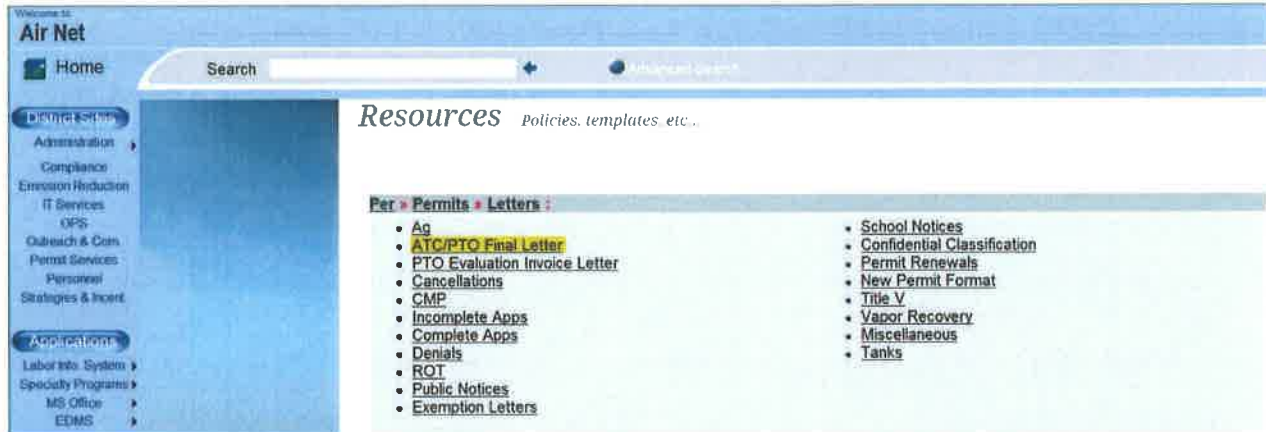 Welcome to
Air Net
Home
Search
Advanced Search
District Sites
Administration
Compliance
Emission Reduction
IT Services
OPS
Outreach & Com.
Permit Services
Personnel
Strategies & Incent.
Applications
Labor Info. System
Specialty Programs
MS Office
EDMS
Resources Policies, templates, etc...
Per » Permits » Letters :
Ag
ATC/PTO Final Letter
PTO Evaluation Invoice Letter
Cancellations
CMP
Incomplete Apps
Complete Apps
Denials
ROT
Public Notices
Exemption Letters
School Notices
Confidential Classification
Permit Renewals
New Permit Format
Title V
Vapor Recovery
Miscellaneous
Tanks